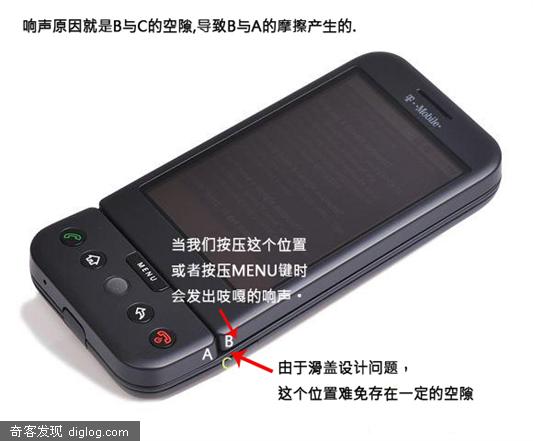 响声原因就是B与C的空隙,导致B与A的摩擦产生的.
T··Mobile·
当我们按压这个位置
或者按压MENU键时
会发出吱嘎的响声。
MENU
B
A
C
由于滑盖设计问题，
这个位置难免存在一定的空隙
奇客发现 diglog.com